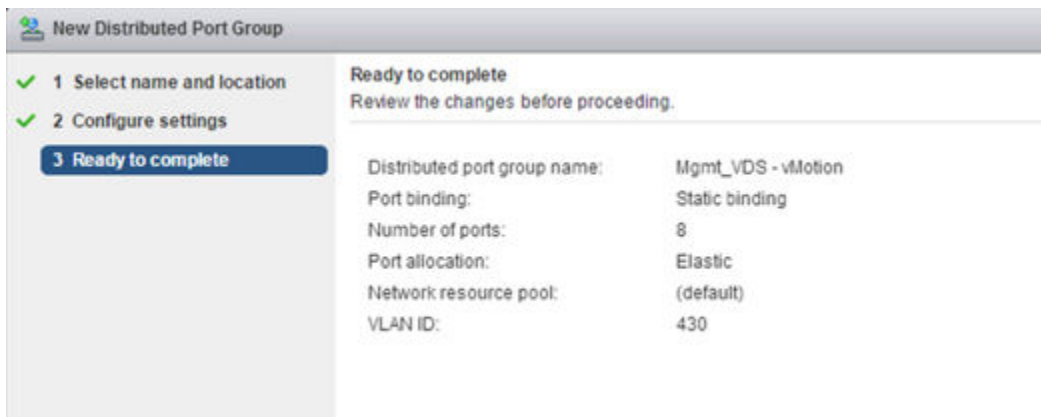 New Distributed Port Group
1 Select name and location
2 Configure settings
3 Ready to complete
Ready to complete
Review the changes before proceeding.
Distributed port group name: Mgmt_VDS - vMotion
Port binding: Static binding
Number of ports: 8
Port allocation: Elastic
Network resource pool: (default)
VLAN ID: 430